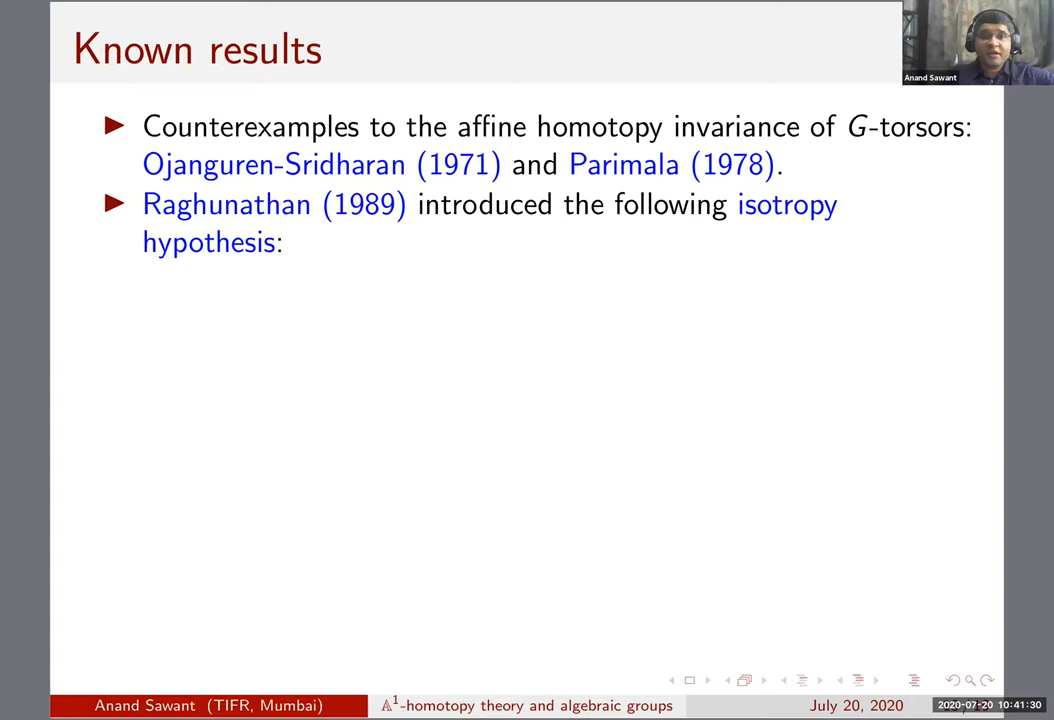 Known results
Anand Sawant
▶ Counterexamples to the affine homotopy invariance of G-torsors:
Ojanguren-Sridharan (1971) and Parimala (1978).
▶ Raghunathan (1989) introduced the following isotropy
hypothesis:
Anand Sawant (TIFR, Mumbai) 𝔸¹-homotopy theory and algebraic groups July 20, 2020 2020-07-20 10:41:30